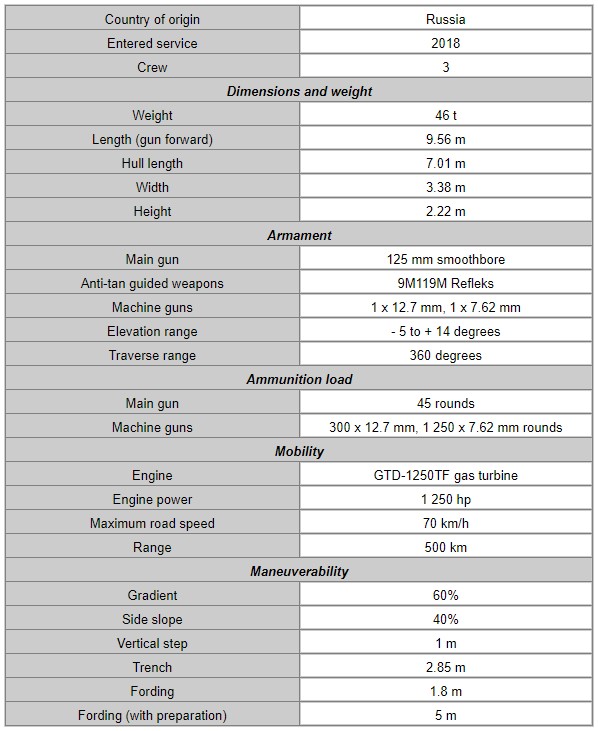 Country of origin Russia
Entered service 2018
Crew 3
Dimensions and weight
Weight 46 t
Length (gun forward) 9.56 m
Hull length 7.01 m
Width 3.38 m
Height 2.22 m
Armament
Main gun 125 mm smoothbore
Anti-tan guided weapons 9M119M Refleks
Machine guns 1 x 12.7 mm, 1 x 7.62 mm
Elevation range - 5 to + 14 degrees
Traverse range 360 degrees
Ammunition load
Main gun 45 rounds
Machine guns 300 x 12.7 mm, 1 250 x 7.62 mm rounds
Mobility
Engine GTD-1250TF gas turbine
Engine power 1 250 hp
Maximum road speed 70 km/h
Range 500 km
Maneuverability
Gradient 60%
Side slope 40%
Vertical step 1 m
Trench 2.85 m
Fording 1.8 m
Fording (with preparation) 5 m